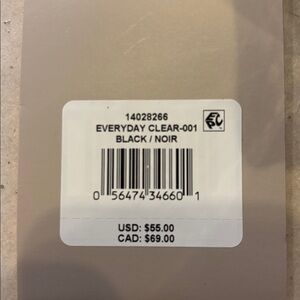 14028266
EVERYDAY CLEAR-001
BLACK / NOIR
0 56474 34660 1
USD: $55.00
CAD: $69.00